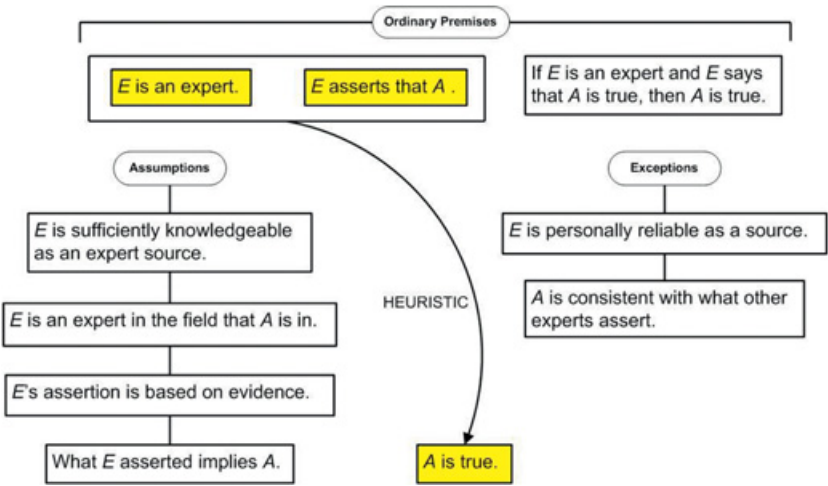 Ordinary Premises
E is an expert.
E asserts that A .
If E is an expert and E says
that A is true, then A is true.
Assumptions
E is sufficiently knowledgeable
as an expert source.
E is an expert in the field that A is in.
E's assertion is based on evidence.
What E asserted implies A.
HEURISTIC
A is true.
Exceptions
E is personally reliable as a source.
A is consistent with what other
experts assert.